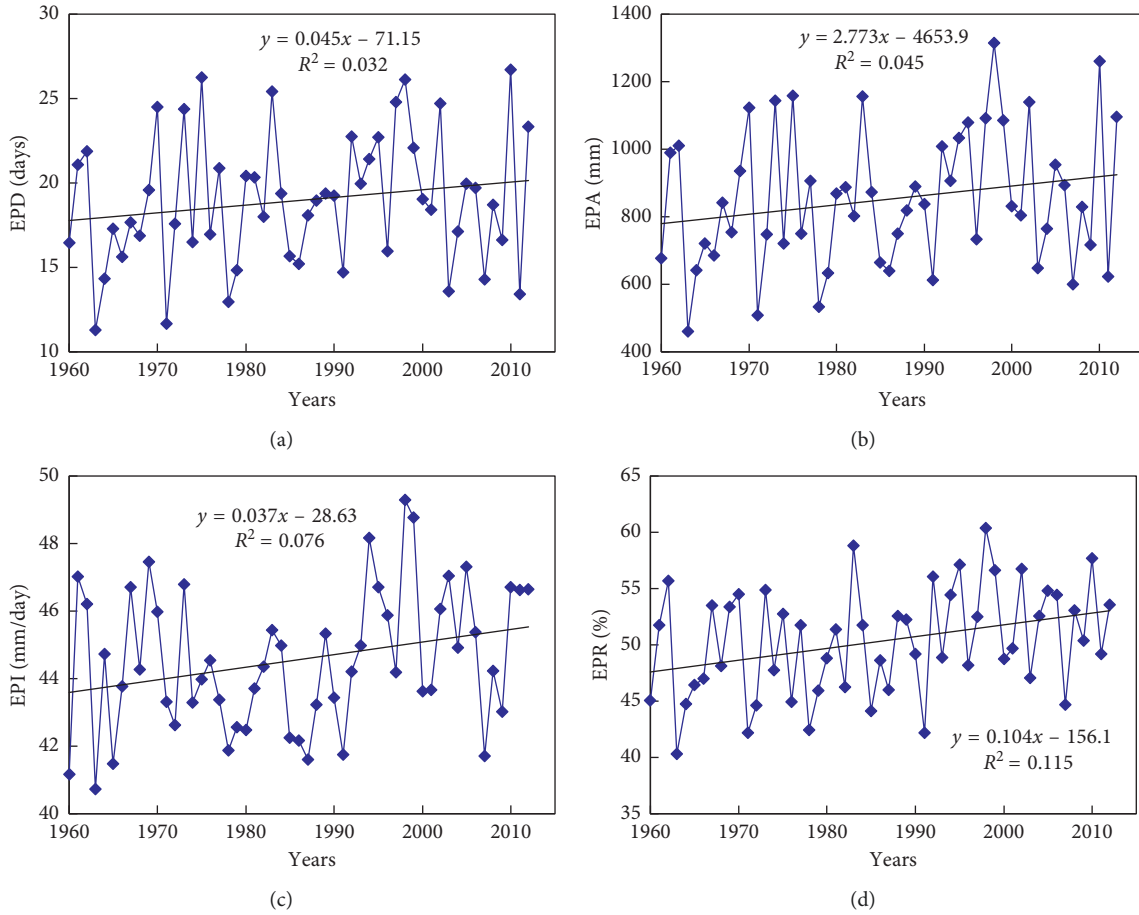 30
25
20
15
10
EPD (days)
y = 0.045x – 71.15
R² = 0.032
1960 1970 1980 1990 2000 2010
Years
(a)
1400
1200
1000
800
600
400
EPA (mm)
y = 2.773x – 4653.9
R² = 0.045
1960 1970 1980 1990 2000 2010
Years
(b)
50
48
46
44
42
40
EPI (mm/day)
y = 0.037x – 28.63
R² = 0.076
1960 1970 1980 1990 2000 2010
Years
(c)
65
60
55
50
45
40
35
EPR (%)
y = 0.104x – 156.1
R² = 0.115
1960 1970 1980 1990 2000 2010
Years
(d)